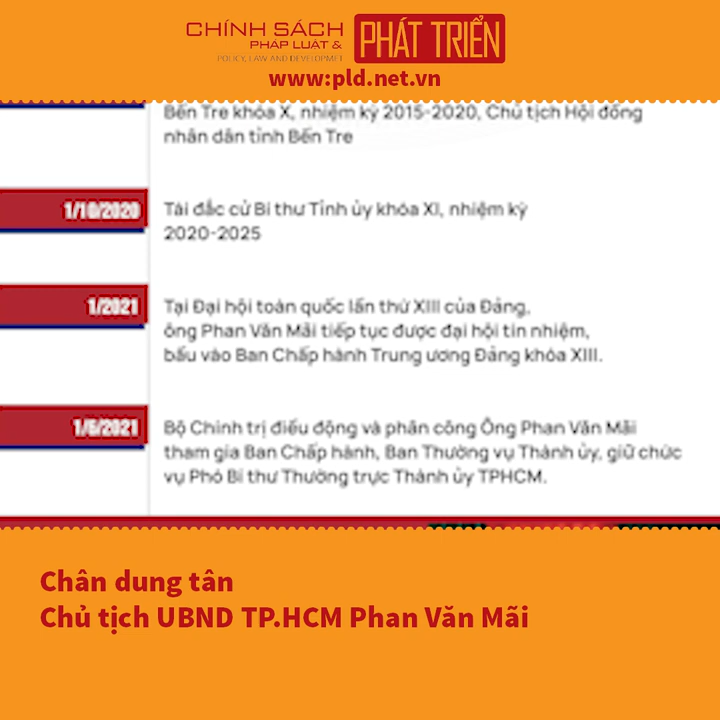 CHÍNH SÁCH
PHÁP LUẬT &
PHÁT TRIỂN
POLICY, LAW AND DEVELOPMET
www:pld.net.vn
Bến Tre khóa X, nhiệm kỳ 2015-2020, Chủ tịch Hội đồng
nhân dân tỉnh Bến Tre
1/10/2020
Tái đắc cử Bí thư Tỉnh ủy khóa XI, nhiệm kỳ
2020-2025
1/2021
Tại Đại hội toàn quốc lần thứ XIII của Đảng,
ông Phan Văn Mãi tiếp tục được đại hội tín nhiệm,
bầu vào Ban Chấp hành Trung ương Đảng khóa XIII.
1/6/2021
Bộ Chính trị điều động và phân công Ông Phan Văn Mãi
tham gia Ban Chấp hành, Ban Thường vụ Thành ủy, giữ chức
vụ Phó Bí thư Thường trực Thành ủy TPHCM.
Chân dung tân
Chủ tịch UBND TP.HCM Phan Văn Mãi